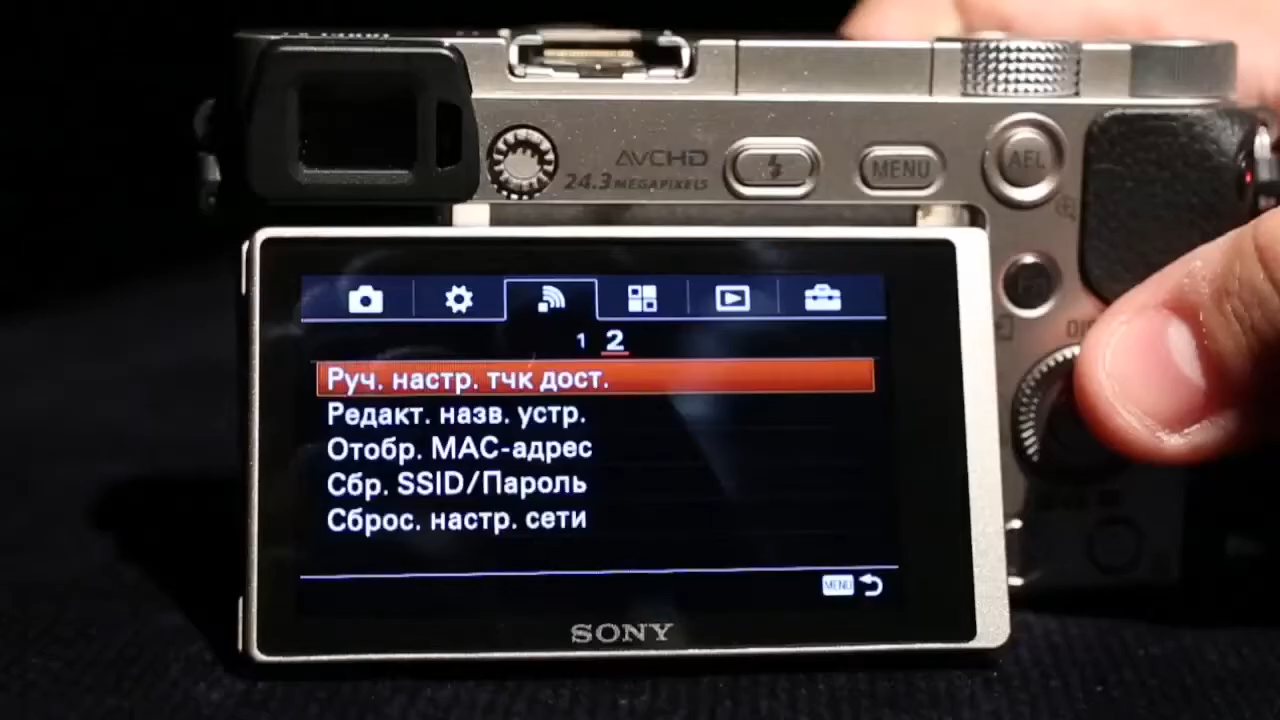 AVCHD
24.3 MEGAPIXELS
MENU
AEL
1 2
Руч. настр. тчк дост.
Редакт. назв. устр.
Отобр. MAC-адрес
Сбр. SSID/Пароль
Сброс. настр. сети
MENU
SONY